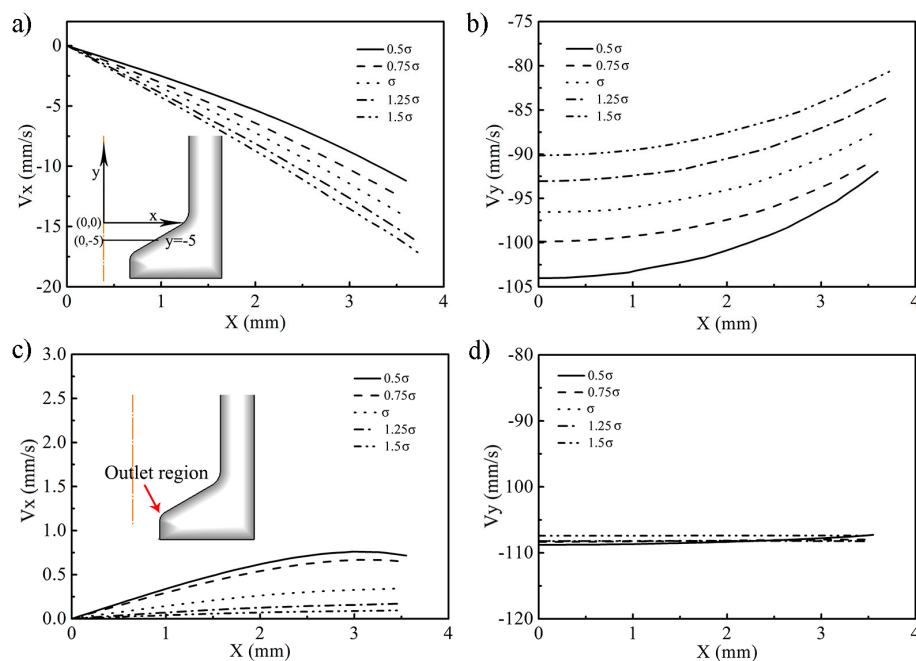 a)
0
-5
-10
-15
-20
Vx (mm/s)
0 1 2 3 4
X (mm)
0.5σ
0.75σ
σ
1.25σ
1.5σ
y
x
(0,0)
(0,-5)
y=-5
b)
-75
-80
-85
-90
-95
-100
-105
Vy (mm/s)
0 1 2 3 4
X (mm)
0.5σ
0.75σ
σ
1.25σ
1.5σ
c)
3.0
2.5
2.0
1.5
1.0
0.5
0.0
Vx (mm/s)
0 1 2 3 4
X (mm)
0.5σ
0.75σ
σ
1.25σ
1.5σ
Outlet region
d)
-80
-90
-100
-110
-120
Vy (mm/s)
0 1 2 3 4
X (mm)
0.5σ
0.75σ
σ
1.25σ
1.5σ